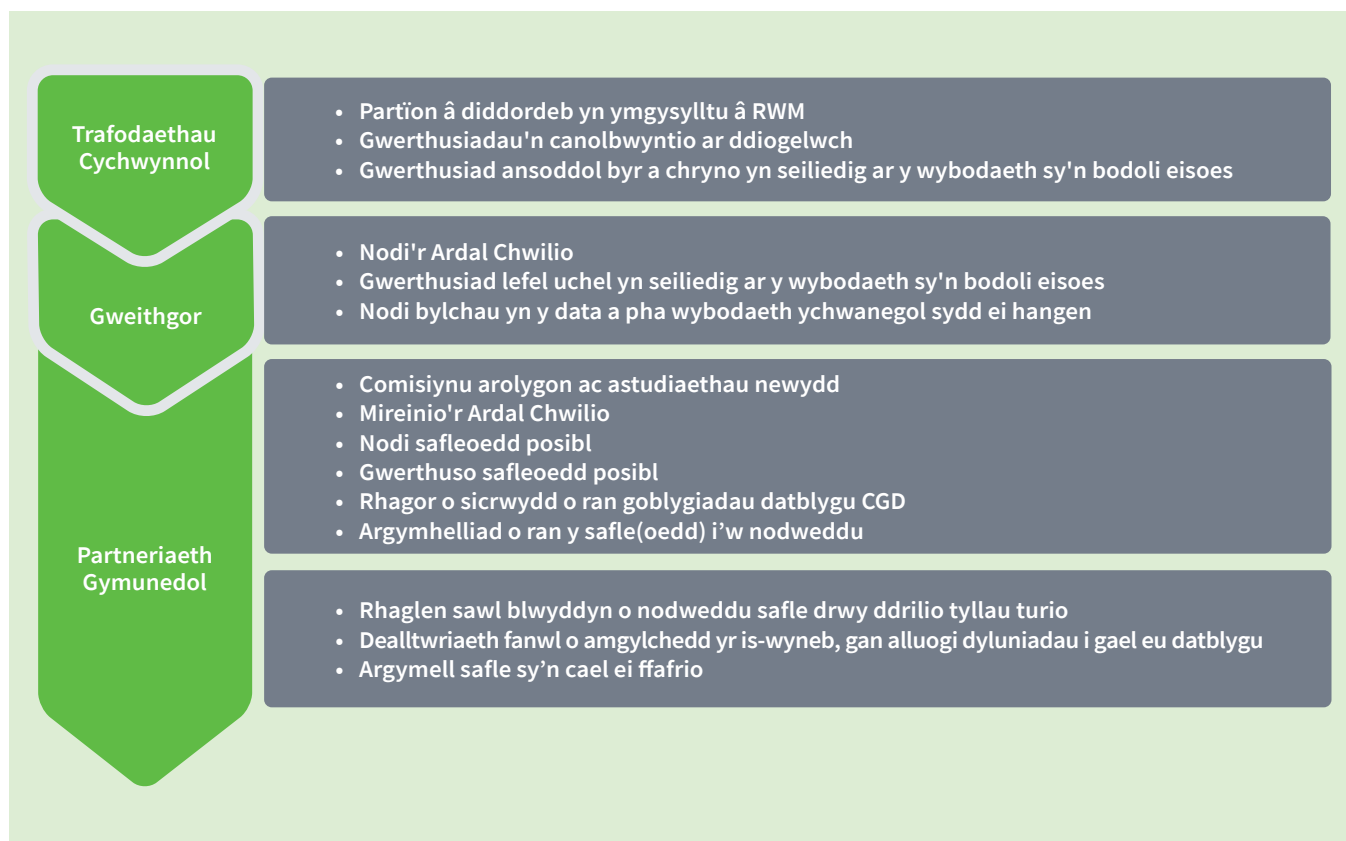 Trafodaethau
Cychwynnol
• Partïon â diddordeb yn ymgysylltu â RWM
• Gwerthusiadau'n canolbwyntio ar ddiogelwch
• Gwerthusiad ansoddol byr a chryno yn seiliedig ar y wybodaeth sy'n bodoli eisoes
Gweithgor
• Nodi'r Ardal Chwilio
• Gwerthusiad lefel uchel yn seiliedig ar y wybodaeth sy'n bodoli eisoes
• Nodi bylchau yn y data a pha wybodaeth ychwanegol sydd ei hangen
Partneriaeth
Gymunedol
• Comisiynu arolygon ac astudiaethau newydd
• Mireinio'r Ardal Chwilio
• Nodi safleoedd posibl
• Gwerthuso safleoedd posibl
• Rhagor o sicrwydd o ran goblygiadau datblygu CGD
• Argymhelliad o ran y safle(oedd) i’w nodweddu
• Rhaglen sawl blwyddyn o nodweddu safle drwy ddrilio tyllau turio
• Dealltwriaeth fanwl o amgylchedd yr is-wyneb, gan alluogi dyluniadau i gael eu datblygu
• Argymell safle sy’n cael ei ffafrio